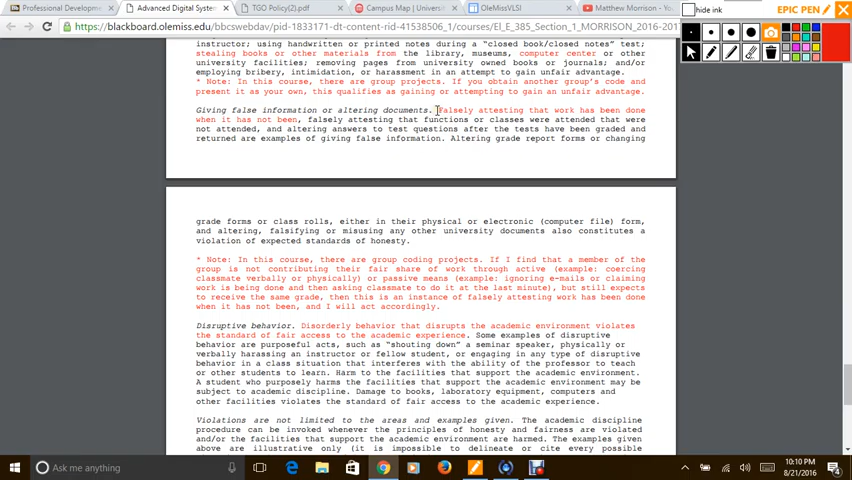 Professional Developme
Advanced Digital System
TGO Policy(2).pdf
Campus Map | Universi
OleMissVLSI
Matthew Morrison - You
hide ink
EPIC PEN
https://blackboard.olemiss.edu/bbcswebdav/pid-1833171-dt-content-rid-41538506_1/courses/El_E_385_Section_1_MORRISON_2016-2017
instructor; using handwritten or printed notes during a "closed book/closed notes" test;
stealing books or other materials from the library, museums, computer center or other
university facilities; removing pages from university owned books or journals; and/or
employing bribery, intimidation, or harassment in an attempt to gain unfair advantage.
* Note: In this course, there are group projects. If you obtain another group's code and
present it as your own, this qualifies as gaining or attempting to gain an unfair advantage.
Giving false information or altering documents. Falsely attesting that work has been done
when it has not been, falsely attesting that functions or classes were attended that were
not attended, and altering answers to test questions after the tests have been graded and
returned are examples of giving false information. Altering grade report forms or changing
grade forms or class rolls, either in their physical or electronic (computer file) form,
and altering, falsifying or misusing any other university documents also constitutes a
violation of expected standards of honesty.
* Note: In this course, there are group coding projects. If I find that a member of the
group is not contributing their fair share of work through active (example: coercing
classmate verbally or physically) or passive means (example: ignoring e-mails or claiming
work is being done and then asking classmate to do it at the last minute), but still expects
to receive the same grade, then this is an instance of falsely attesting work has been done
when it has not been, and I will act accordingly.
Disruptive behavior. Disorderly behavior that disrupts the academic environment violates
the standard of fair access to the academic experience. Some examples of disruptive
behavior are purposeful acts, such as "shouting down" a seminar speaker, physically or
verbally harassing an instructor or fellow student, or engaging in any type of disruptive
behavior in a class situation that interferes with the ability of the professor to teach
or other students to learn. Harm to the facilities that support the academic environment.
A student who purposely harms the facilities that support the academic environment may be
subject to academic discipline. Damage to books, laboratory equipment, computers and
other facilities violates the standard of fair access to the academic experience.
Violations are not limited to the areas and examples given. The academic discipline
procedure can be invoked whenever the principles of honesty and fairness are violated
and/or the facilities that support the academic environment are harmed. The examples given
above are illustrative only (it is impossible to delineate or cite every possible
Ask me anything
10:10 PM
8/21/2016